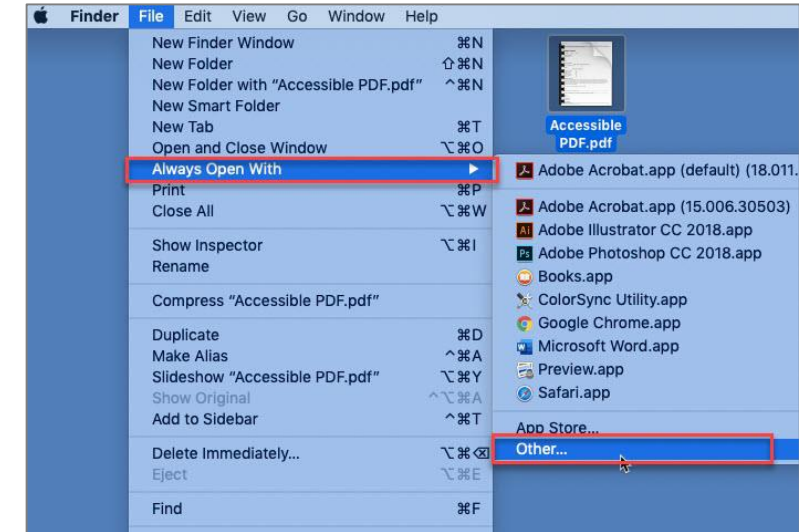 Finder File Edit View Go Window Help
New Finder Window ⌘N
New Folder ⇧⌘N
New Folder with “Accessible PDF.pdf” ^⌘N
New Smart Folder
New Tab ⌘T
Open and Close Window ⌥⌘O
Always Open With ▶
Print ⌘P
Close All ⌥⌘W
Show Inspector ⌥⌘I
Rename
Compress “Accessible PDF.pdf”
Duplicate ⌘D
Make Alias ^⌘A
Slideshow “Accessible PDF.pdf” ⌥⌘Y
Show Original ^⌥⌘A
Add to Sidebar ^⌘T
Delete Immediately... ⌥⌘⌫
Eject ⌥⌘E
Find ⌘F
Accessible
PDF.pdf
Adobe Acrobat.app (default) (18.011.
Adobe Acrobat.app (15.006.30503)
Ai Adobe Illustrator CC 2018.app
Ps Adobe Photoshop CC 2018.app
Books.app
ColorSync Utility.app
Google Chrome.app
Microsoft Word.app
Preview.app
Safari.app
App Store...
Other...